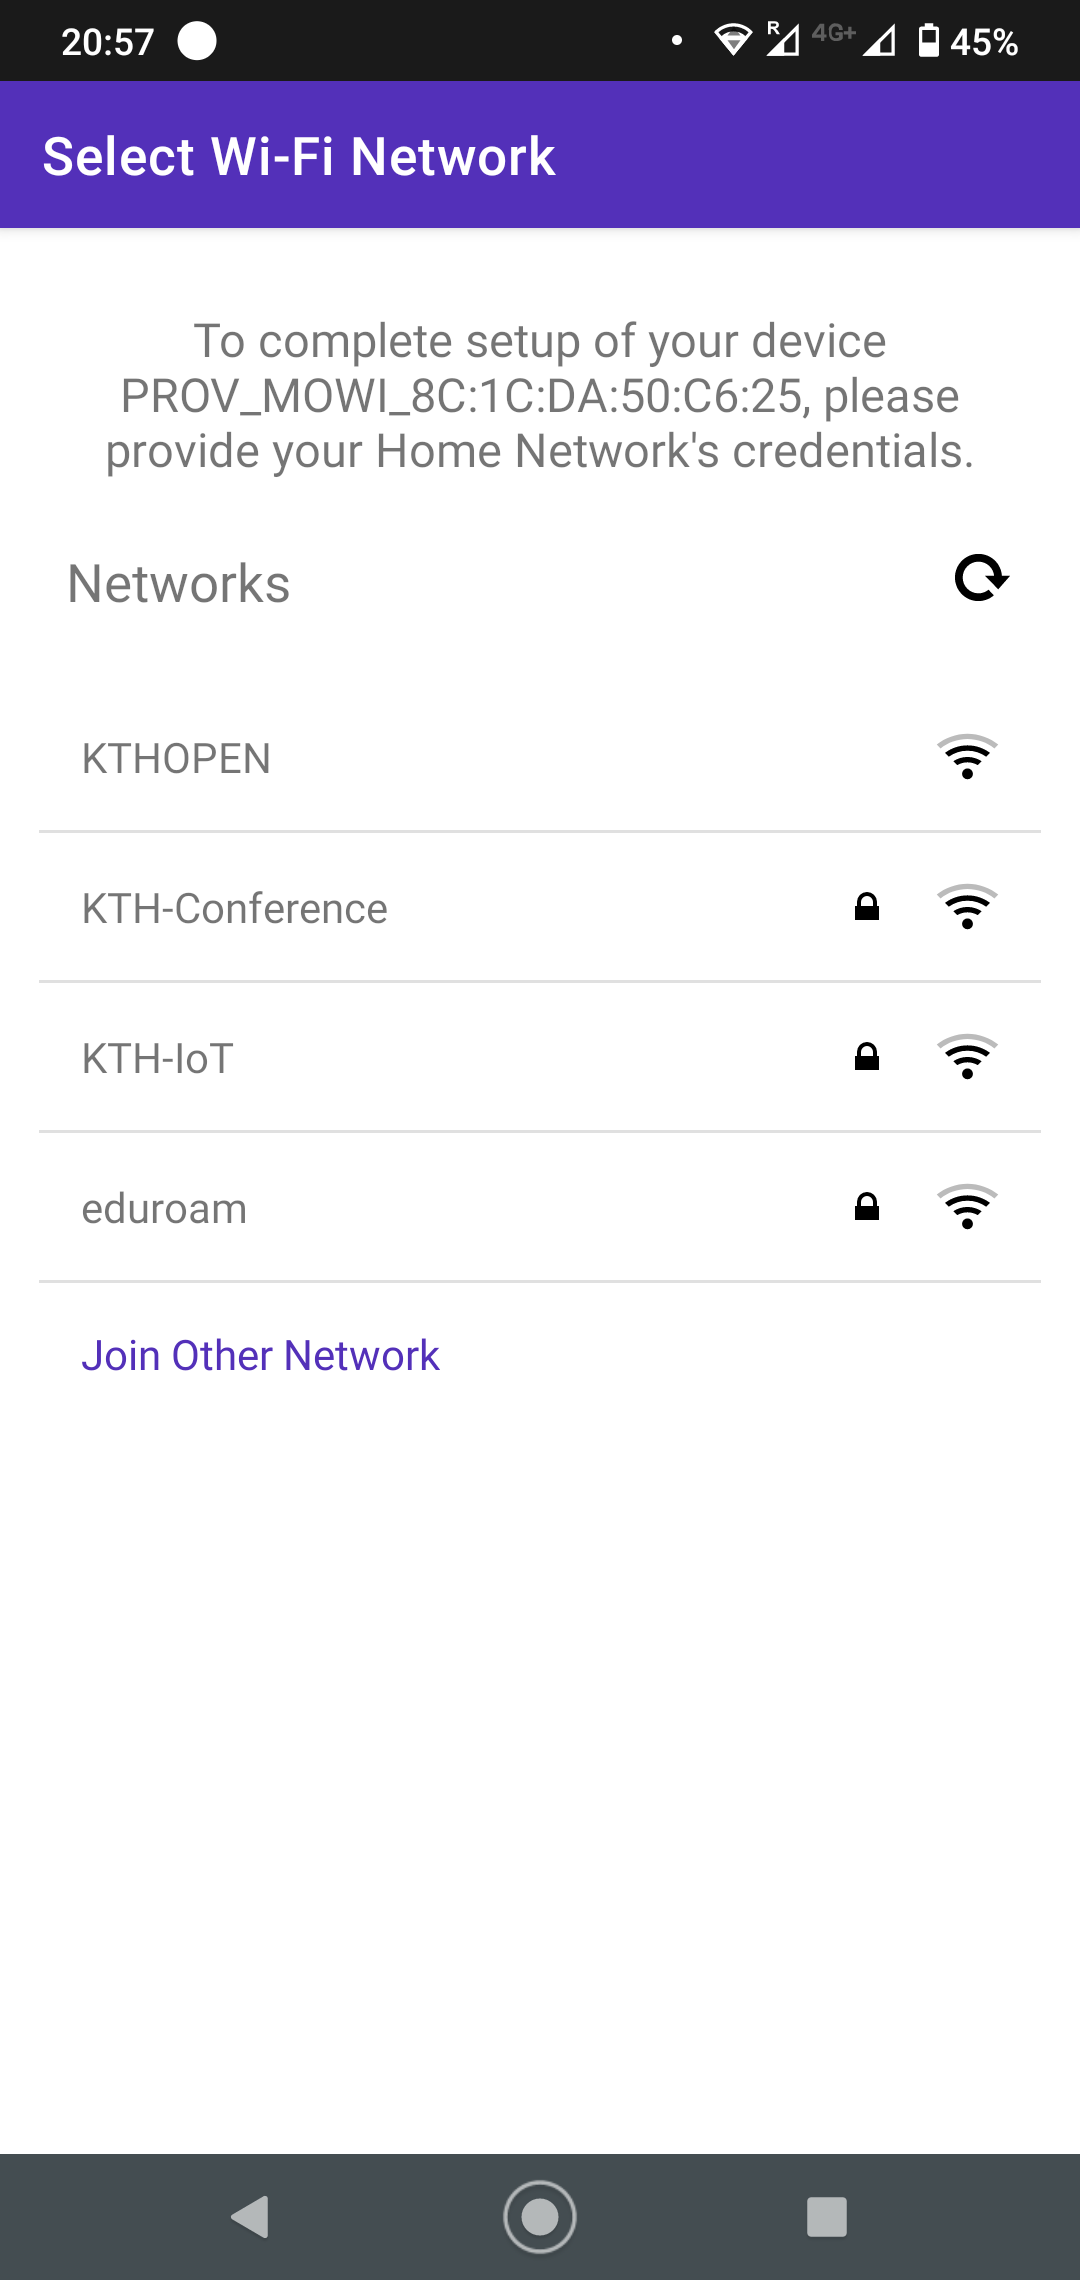 20:57
R 4G+ 45%
Select Wi-Fi Network
To complete setup of your device
PROV_MOWI_8C:1C:DA:50:C6:25, please
provide your Home Network's credentials.
Networks
KTHOPEN
KTH-Conference
KTH-IoT
eduroam
Join Other Network